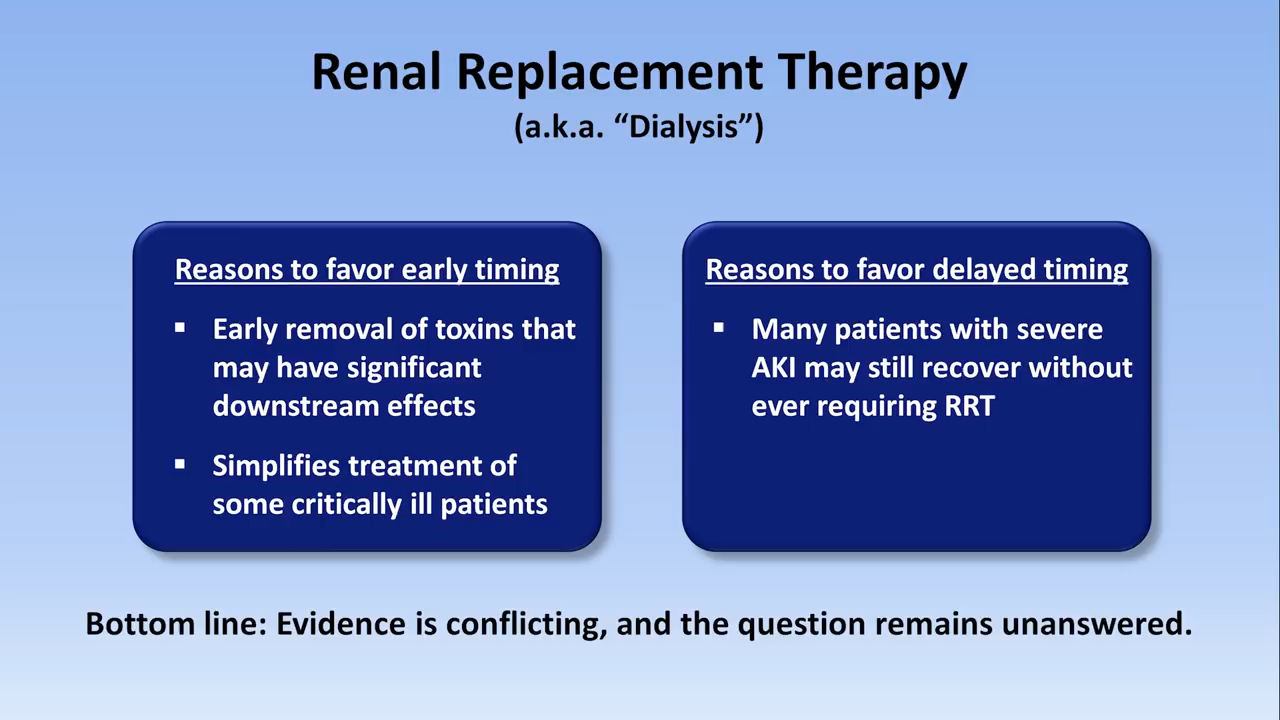 Renal Replacement Therapy
(a.k.a. “Dialysis”)
Reasons to favor early timing
▪ Early removal of toxins that
may have significant
downstream effects
▪ Simplifies treatment of
some critically ill patients
Reasons to favor delayed timing
▪ Many patients with severe
AKI may still recover without
ever requiring RRT
Bottom line: Evidence is conflicting, and the question remains unanswered.